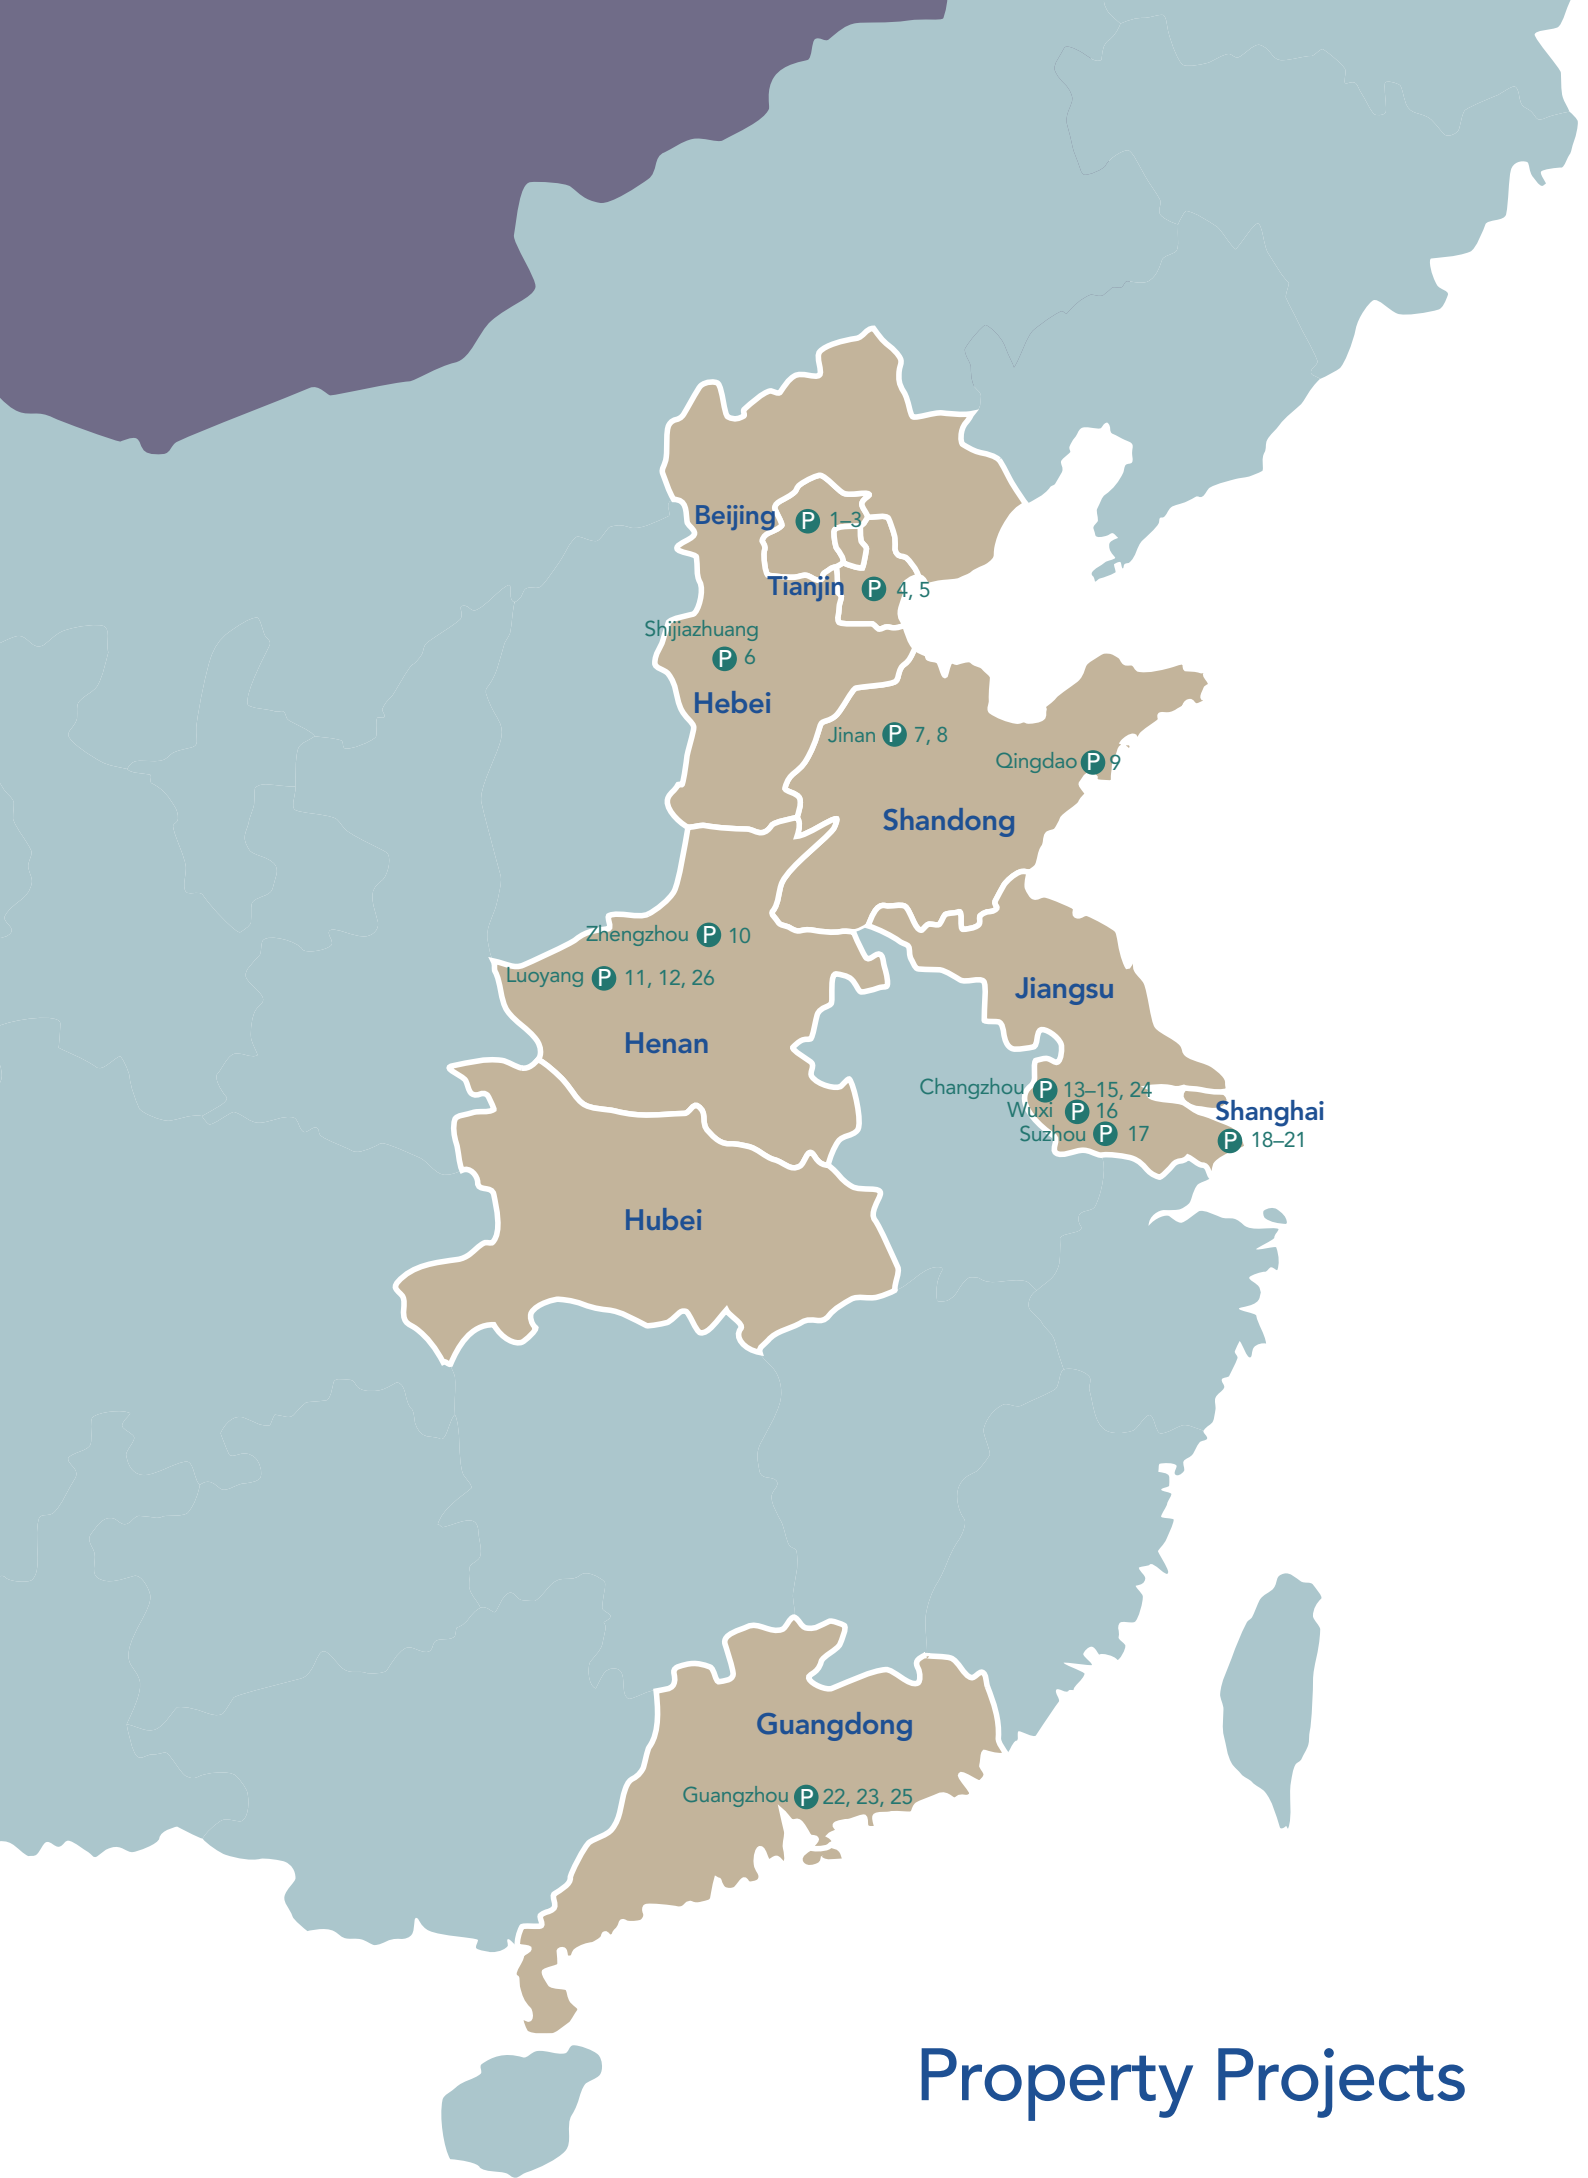 Beijing P 1–3
Tianjin P 4, 5
Shijiazhuang
P 6
Hebei
Jinan P 7, 8
Qingdao P 9
Shandong
Zhengzhou P 10
Luoyang P 11, 12, 26
Jiangsu
Henan
Changzhou P 13–15, 24
Wuxi P 16
Shanghai
Suzhou P 17
P 18–21
Hubei
Guangdong
Guangzhou P 22, 23, 25
Property Projects